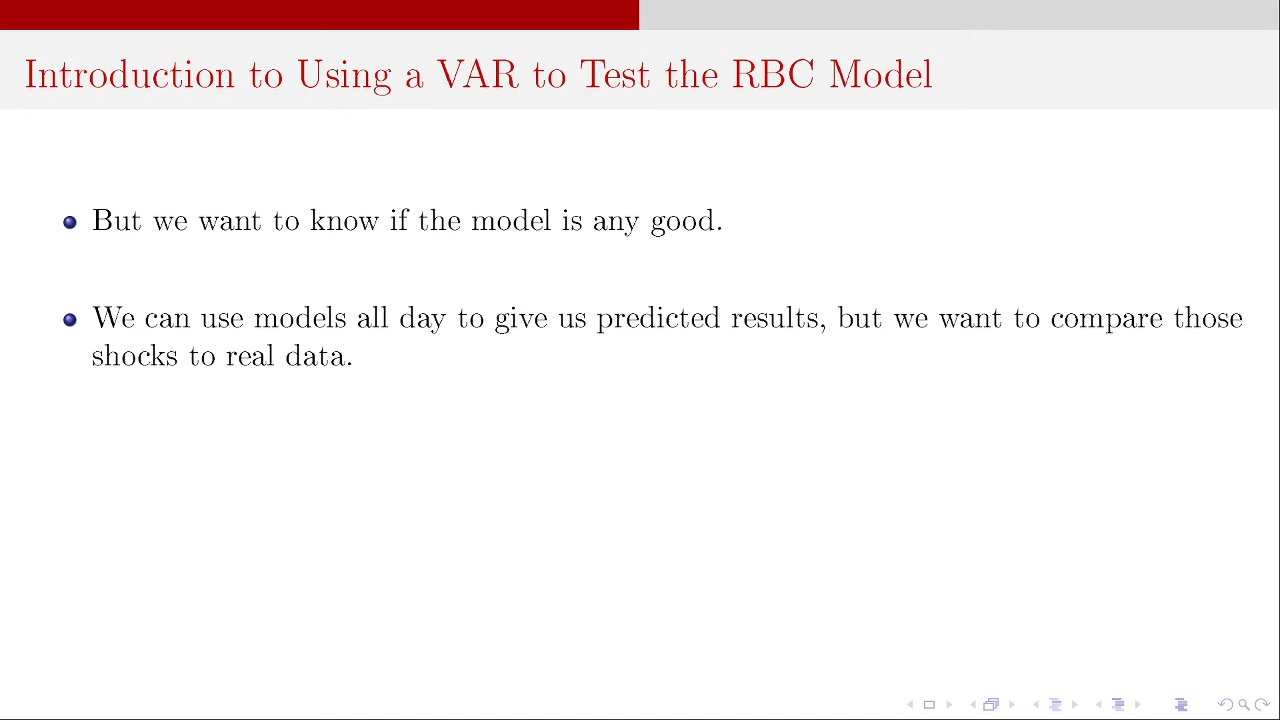 Introduction to Using a VAR to Test the RBC Model
But we want to know if the model is any good.
We can use models all day to give us predicted results, but we want to compare those
shocks to real data.